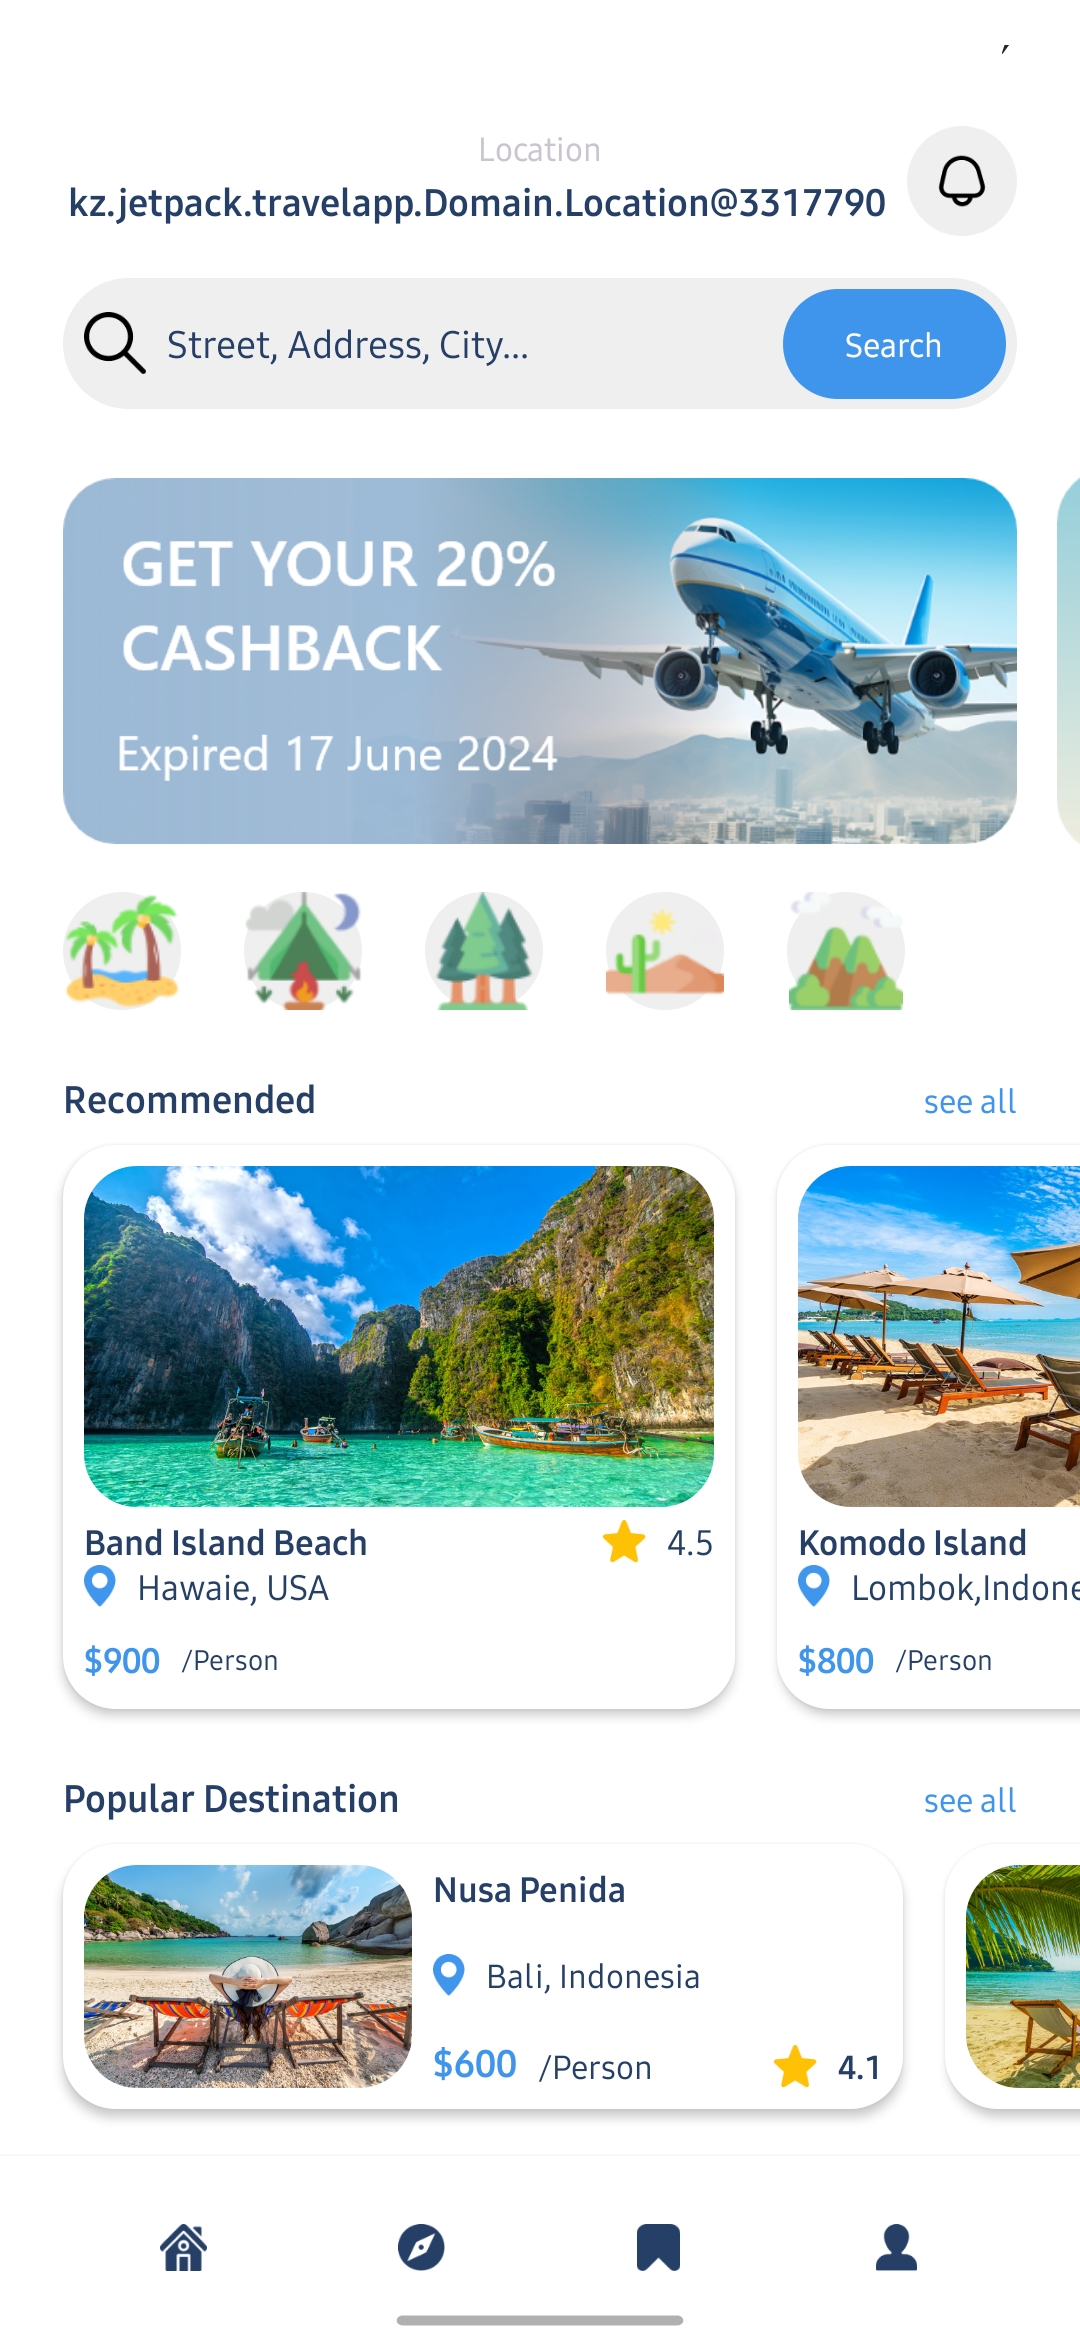 Location
kz.jetpack.travelapp.Domain.Location@3317790
Street, Address, City...
Search
GET YOUR 20%
CASHBACK
Expired 17 June 2024
Recommended
see all
Band Island Beach
4.5
Hawaie, USA
$900 /Person
Komodo Island
Lombok,Indone
$800 /Person
Popular Destination
see all
Nusa Penida
Bali, Indonesia
$600 /Person
4.1